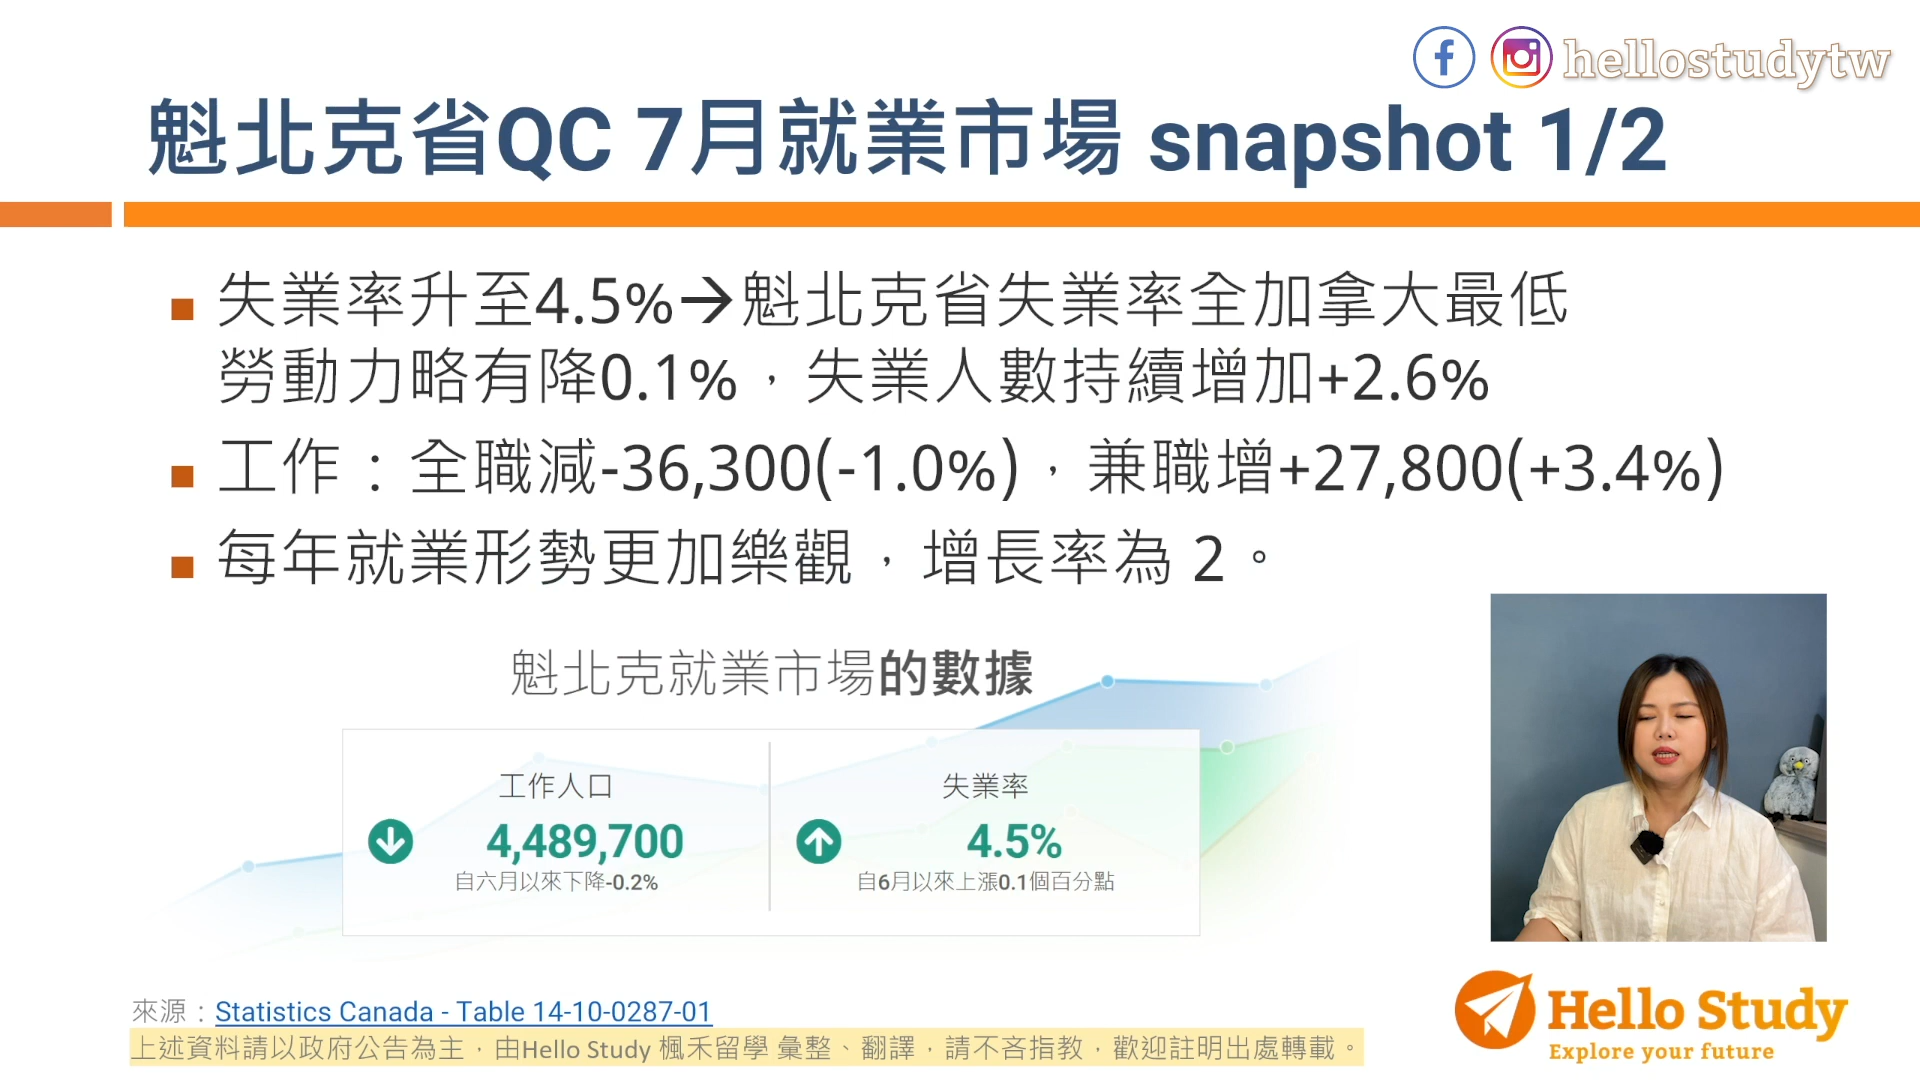 hellostudytw
魁北克省QC 7月就業市場 snapshot 1/2
失業率升至4.5%→魁北克省失業率全加拿大最低
勞動力略有降0.1%，失業人數持續增加+2.6%
工作：全職減-36,300(-1.0%)，兼職增+27,800(+3.4%)
每年就業形勢更加樂觀，增長率為 2。
魁北克就業市場的數據
工作人口
4,489,700
自六月以來下降-0.2%
失業率
4.5%
自6月以來上漲0.1個百分點
來源：Statistics Canada - Table 14-10-0287-01
上述資料請以政府公告為主，由Hello Study 楓禾留學 彙整、翻譯，請不吝指教，歡迎註明出處轉載。
Hello Study
Explore your future